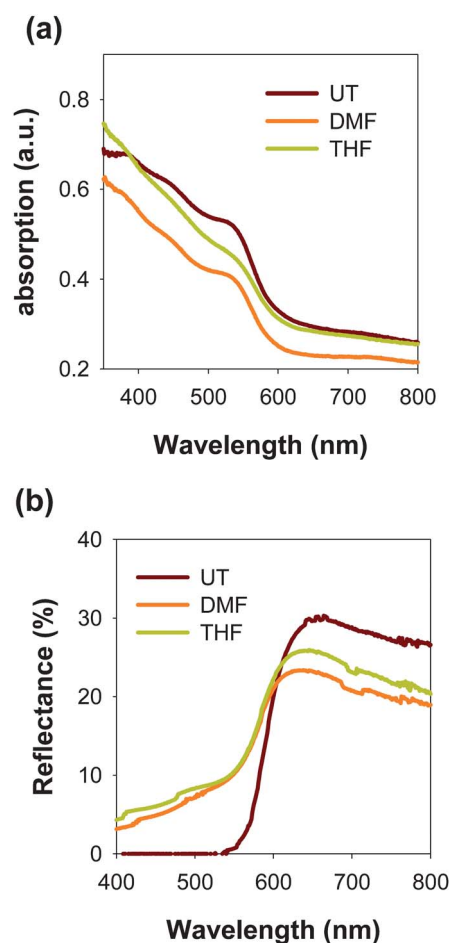 (a)
absorption (a.u.)
0.8
0.6
0.4
0.2
UT
DMF
THF
400 500 600 700 800
Wavelength (nm)
(b)
Reflectance (%)
40
30
20
10
0
UT
DMF
THF
400 500 600 700 800
Wavelength (nm)